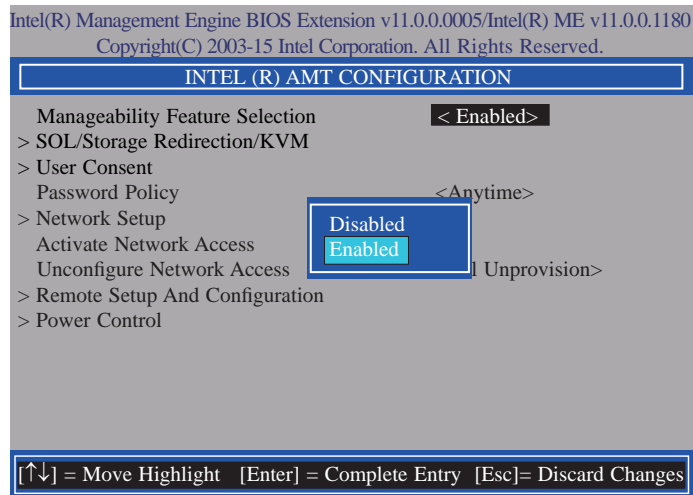 Intel(R) Management Engine BIOS Extension v11.0.0.0005/Intel(R) ME v11.0.0.1180
Copyright(C) 2003-15 Intel Corporation. All Rights Reserved.
INTEL (R) AMT CONFIGURATION
Manageability Feature Selection < Enabled>
> SOL/Storage Redirection/KVM
> User Consent
Password Policy <Anytime>
> Network Setup
Disabled
Activate Network Access
Enabled
Unconfigure Network Access l Unprovision>
> Remote Setup And Configuration
> Power Control
[↑↓] = Move Highlight [Enter] = Complete Entry [Esc]= Discard Changes